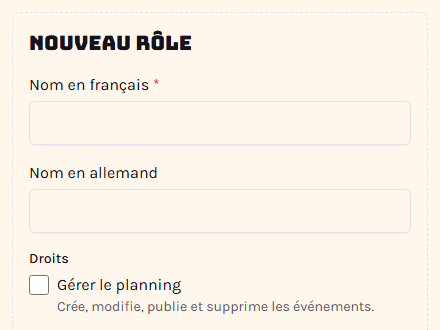 NOUVEAU RÔLE
Nom en français *
Nom en allemand
Droits
Gérer le planning
Crée, modifie, publie et supprime les événements.